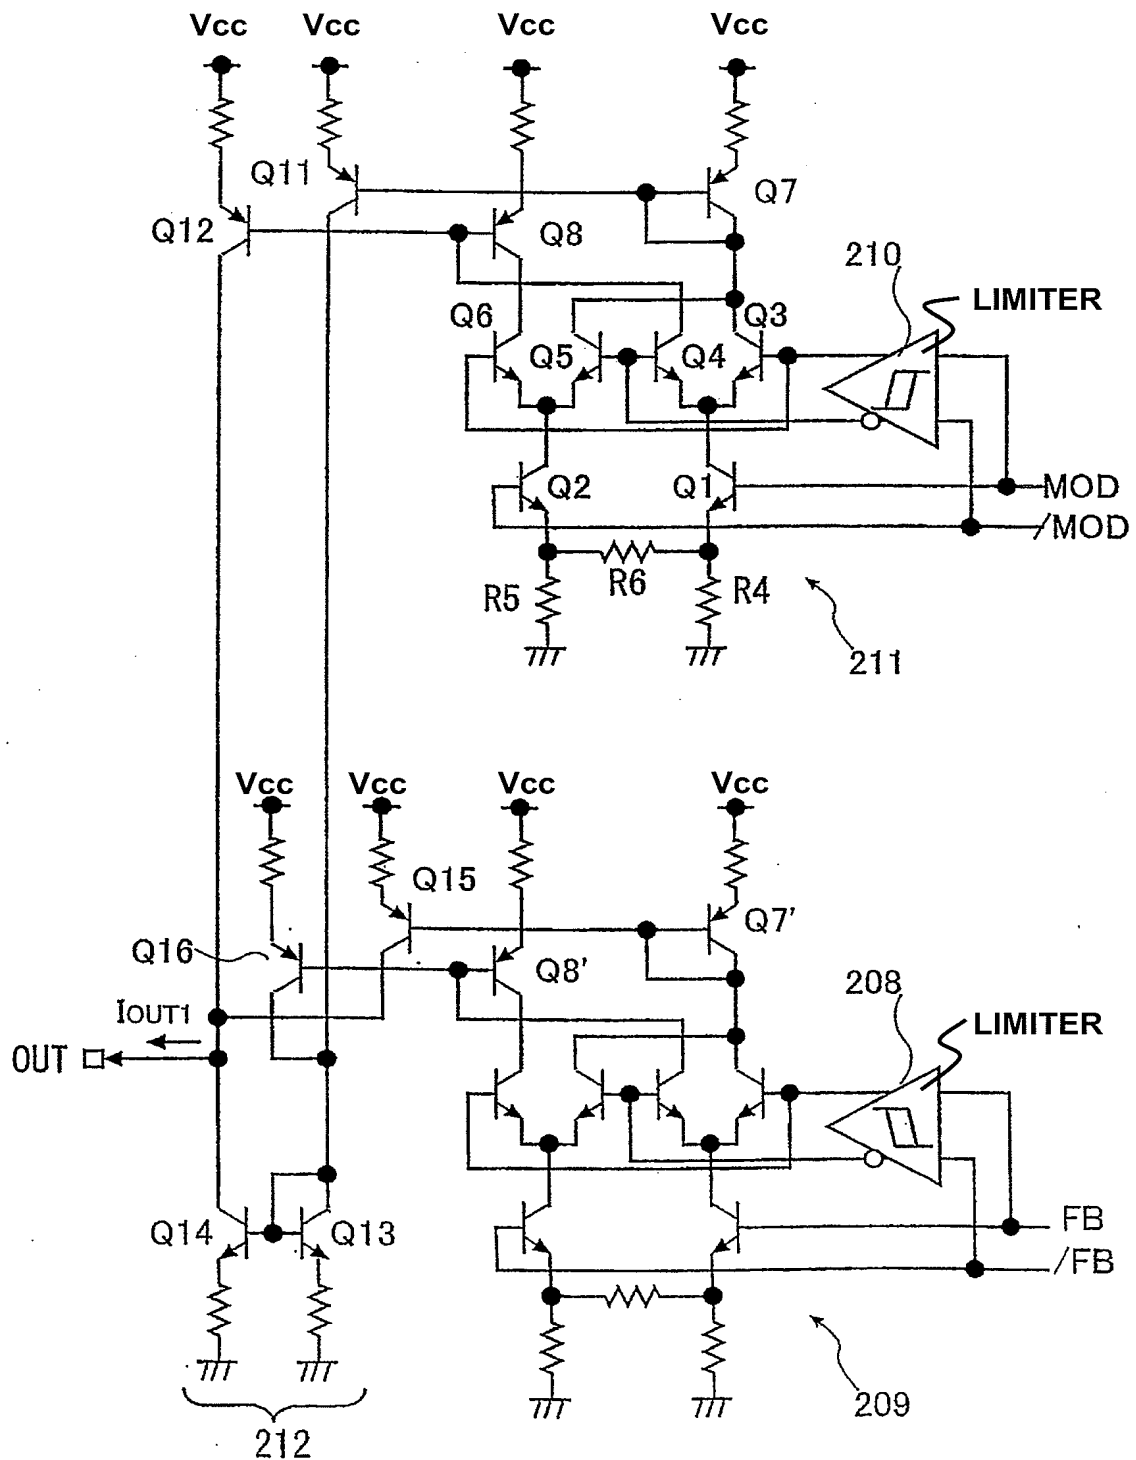 Vcc Vcc Vcc Vcc
Q11 Q7
Q12 Q8
210
LIMITER
Q6 Q3
Q5 Q4
Q2 Q1
MOD
/MOD
R6
R5 R4
211
Vcc Vcc Vcc Vcc
Q15
Q7'
Q16 Q8'
208
IOUT1
LIMITER
OUT
FB
Q14 Q13
/FB
209
212